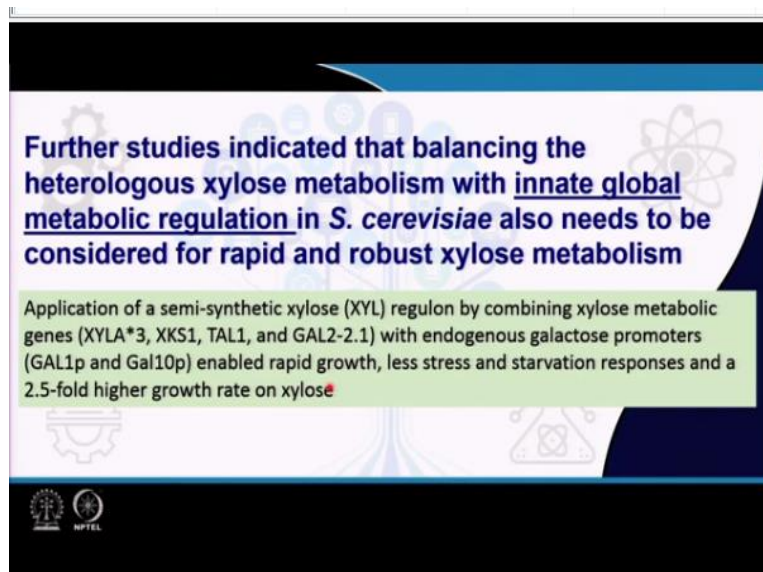 Further studies indicated that balancing the
heterologous xylose metabolism with innate global
metabolic regulation in S. cerevisiae also needs to be
considered for rapid and robust xylose metabolism
Application of a semi-synthetic xylose (XYL) regulon by combining xylose metabolic
genes (XYLA*3, XKS1, TAL1, and GAL2-2.1) with endogenous galactose promoters
(GAL1p and Gal10p) enabled rapid growth, less stress and starvation responses and a
2.5-fold higher growth rate on xylose
NPTEL